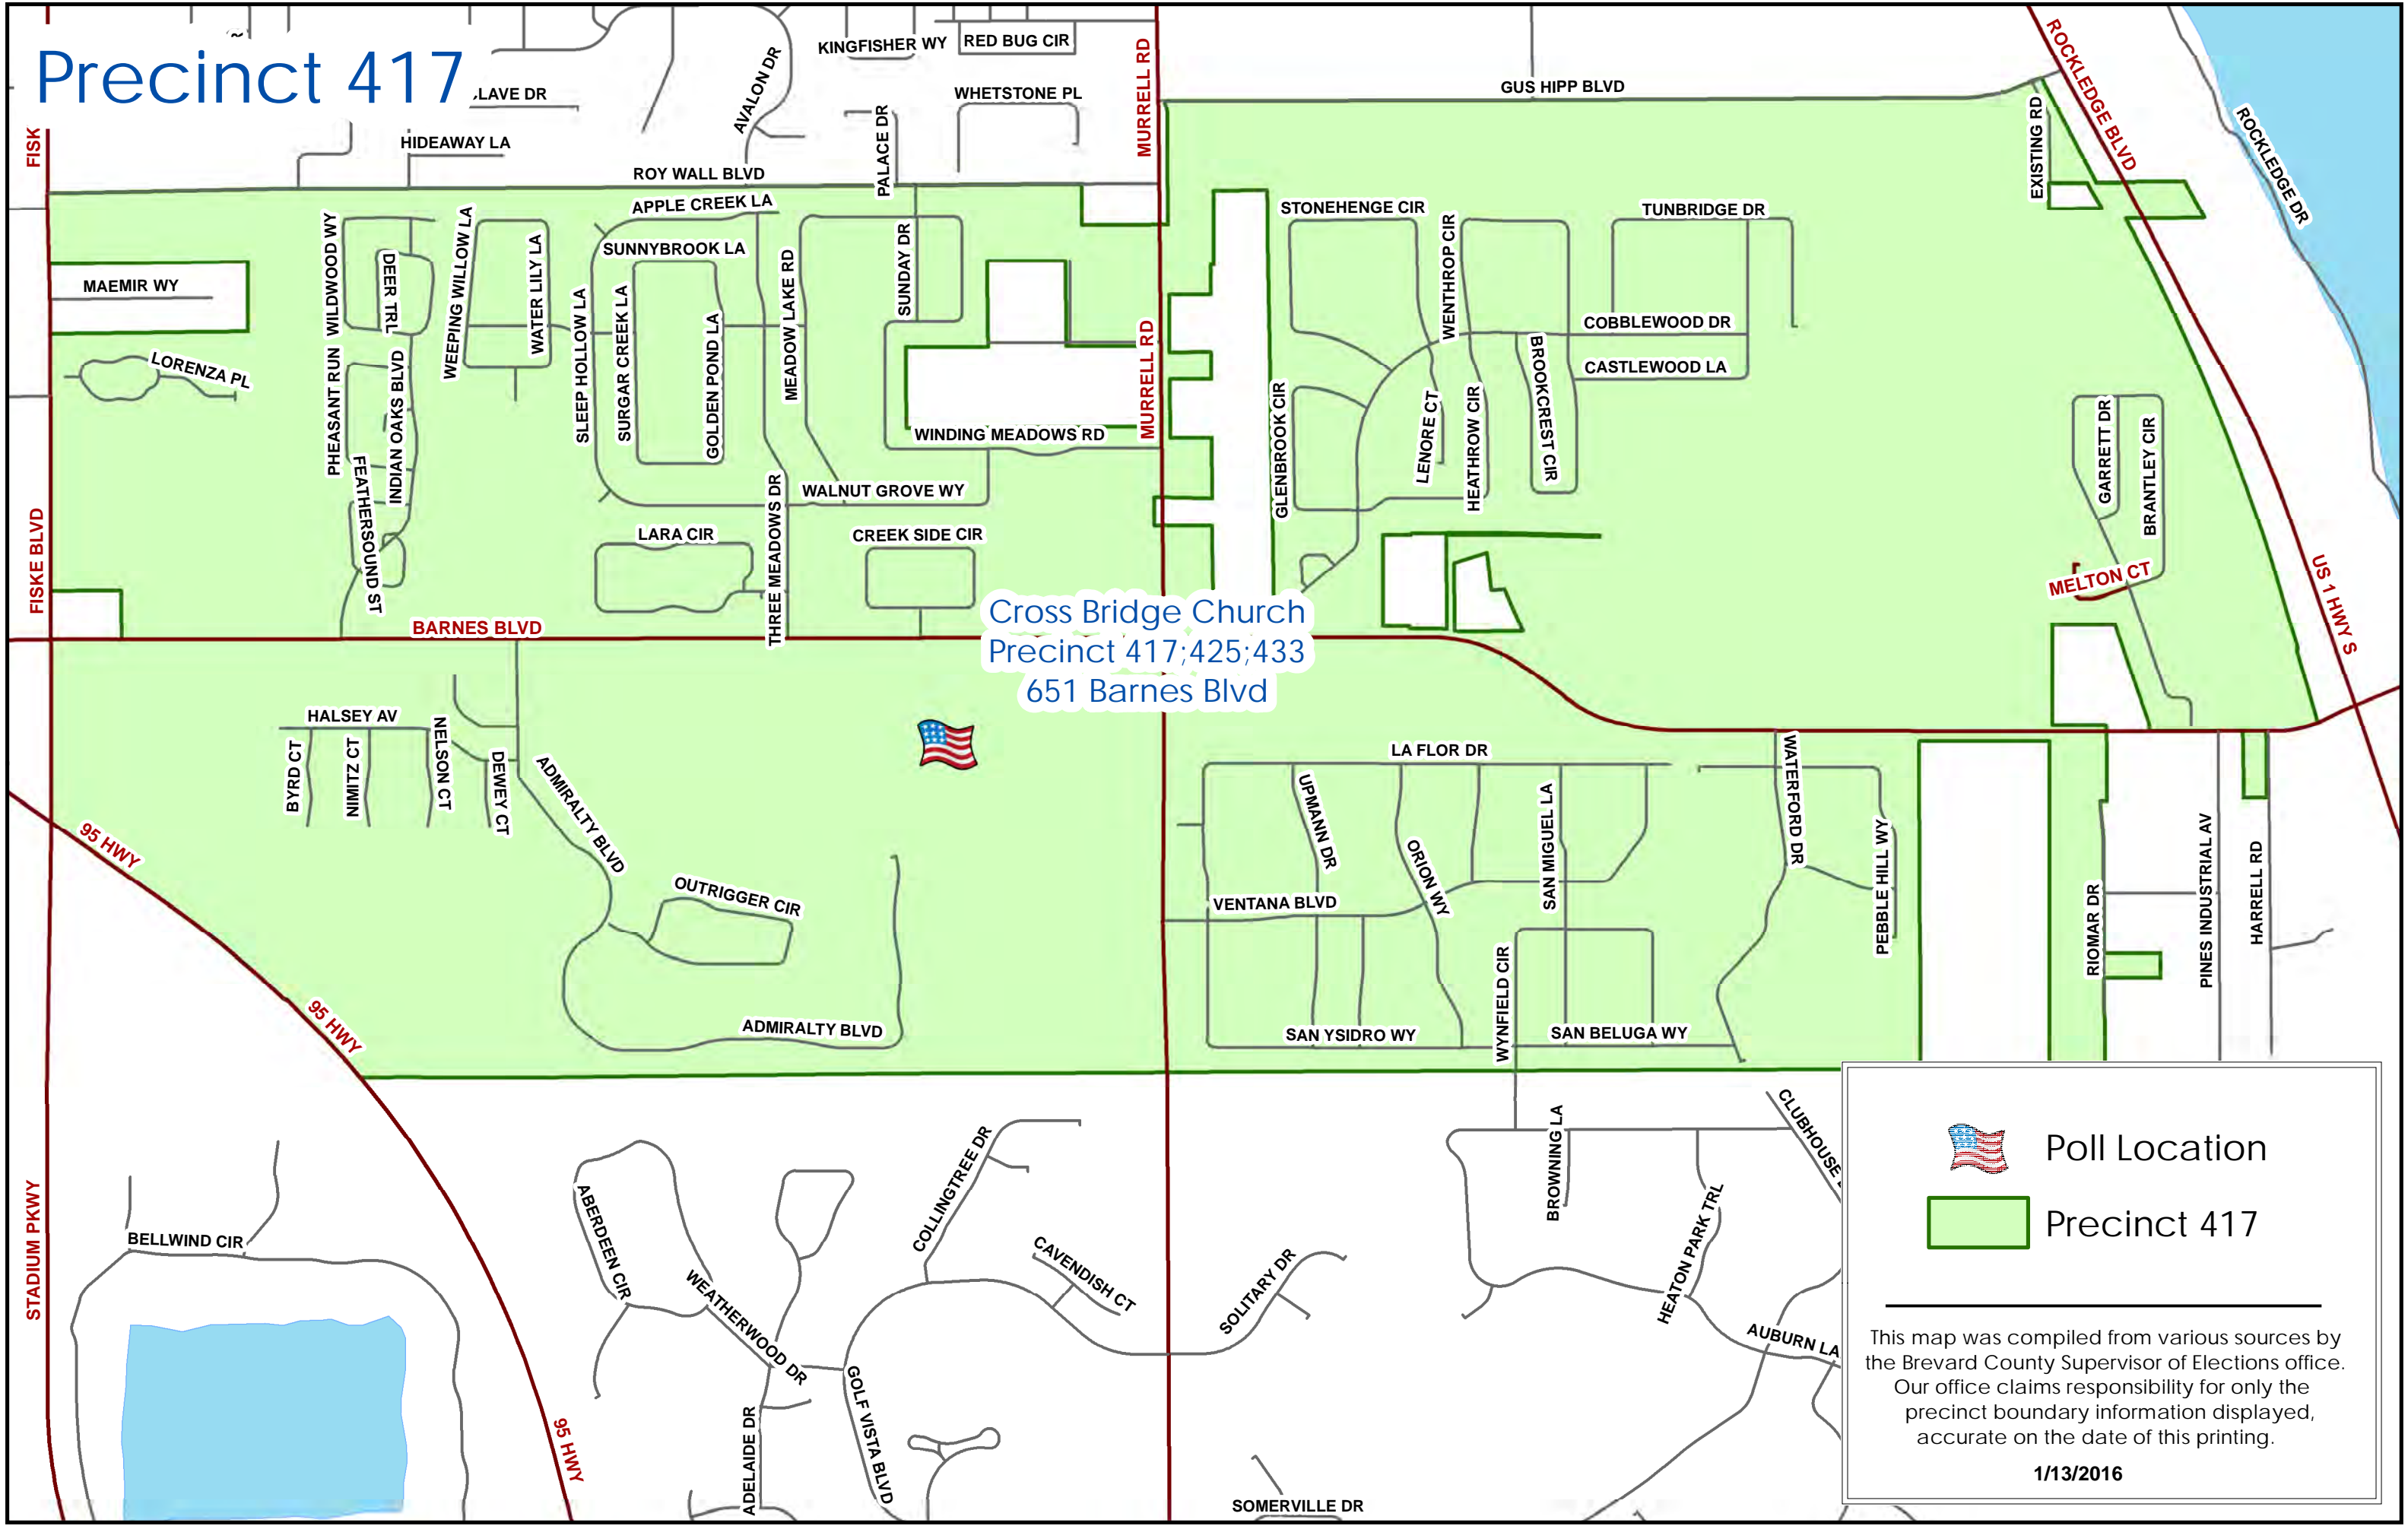 Precinct 417
KINGFISHER WY
RED BUG CIR
MURRELL RD
ROCKLEDGE BLVD
AVALON DR
LAVE DR
WHETSTONE PL
GUS HIPP BLVD
FISK
HIDEAWAY LA
PALACE DR
EXISTING RD
ROCKLEDGE DR
ROY WALL BLVD
APPLE CREEK LA
STONEHENGE CIR
TUNBRIDGE DR
WILDWOOD WY
DEER TRL
WEEPING WILLOW LA
WATER LILY LA
SUNNYBROOK LA
MEADOW LAKE RD
SUNDAY DR
WENTHROP CIR
MAEMIR WY
SLEEP HOLLOW LA
SURGAR CREEK LA
GOLDEN POND LA
MURRELL RD
COBBLEWOOD DR
LORENZA PL
PHEASANT RUN
INDIAN OAKS BLVD
BROOKCREST CIR
CASTLEWOOD LA
GLENBROOK CIR
LENORE CT
HEATHROW CIR
GARRETT DR
BRANTLEY CIR
WINDING MEADOWS RD
FEATHERSOUND ST
WALNUT GROVE WY
THREE MEADOWS DR
LARA CIR
CREEK SIDE CIR
FISKE BLVD
MELTON CT
US 1 HWY S
BARNES BLVD
Cross Bridge Church
Precinct 417;425;433
651 Barnes Blvd
HALSEY AV
BYRD CT
NIMITZ CT
NELSON CT
DEWEY CT
ADMIRALTY BLVD
LA FLOR DR
UPMANN DR
ORION WY
SAN MIGUEL LA
WATERFORD DR
PEBBLE HILL WY
95 HWY
OUTRIGGER CIR
VENTANA BLVD
RIOMAR DR
PINES INDUSTRIAL AV
HARRELL RD
95 HWY
ADMIRALTY BLVD
SAN YSIDRO WY
WYNFIELD CIR
SAN BELUGA WY
STADIUM PKWY
BELLWIND CIR
ABERDEEN CIR
WEATHERWOOD DR
COLLINGTREE DR
CAVENDISH CT
SOLITARY DR
BROWNING LA
HEATON PARK TRL
CLUBHOUSE
AUBURN LA
95 HWY
ADELAIDE DR
GOLF VISTA BLVD
SOMERVILLE DR
Poll Location
Precinct 417
This map was compiled from various sources by
the Brevard County Supervisor of Elections office.
Our office claims responsibility for only the
precinct boundary information displayed,
accurate on the date of this printing.
1/13/2016